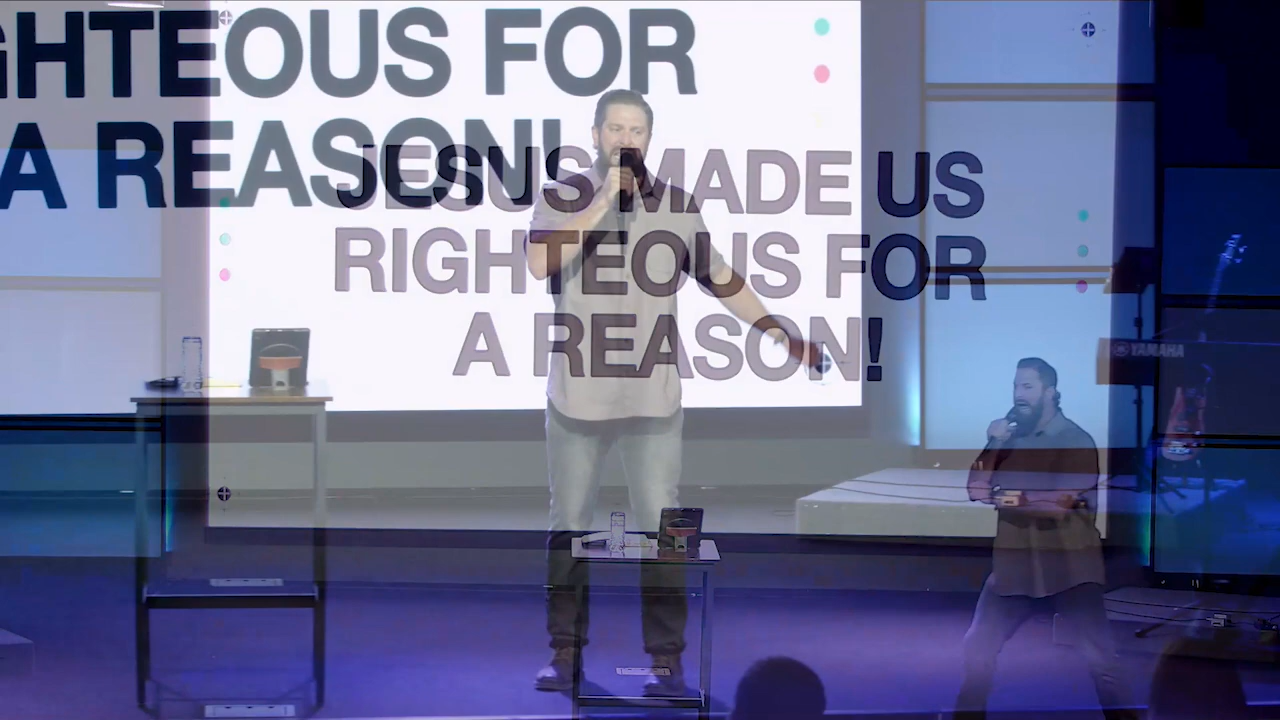 GHTEOUS FOR
A REASON!
JESUS MADE US
RIGHTEOUS FOR
A REASON!
YAMAHA